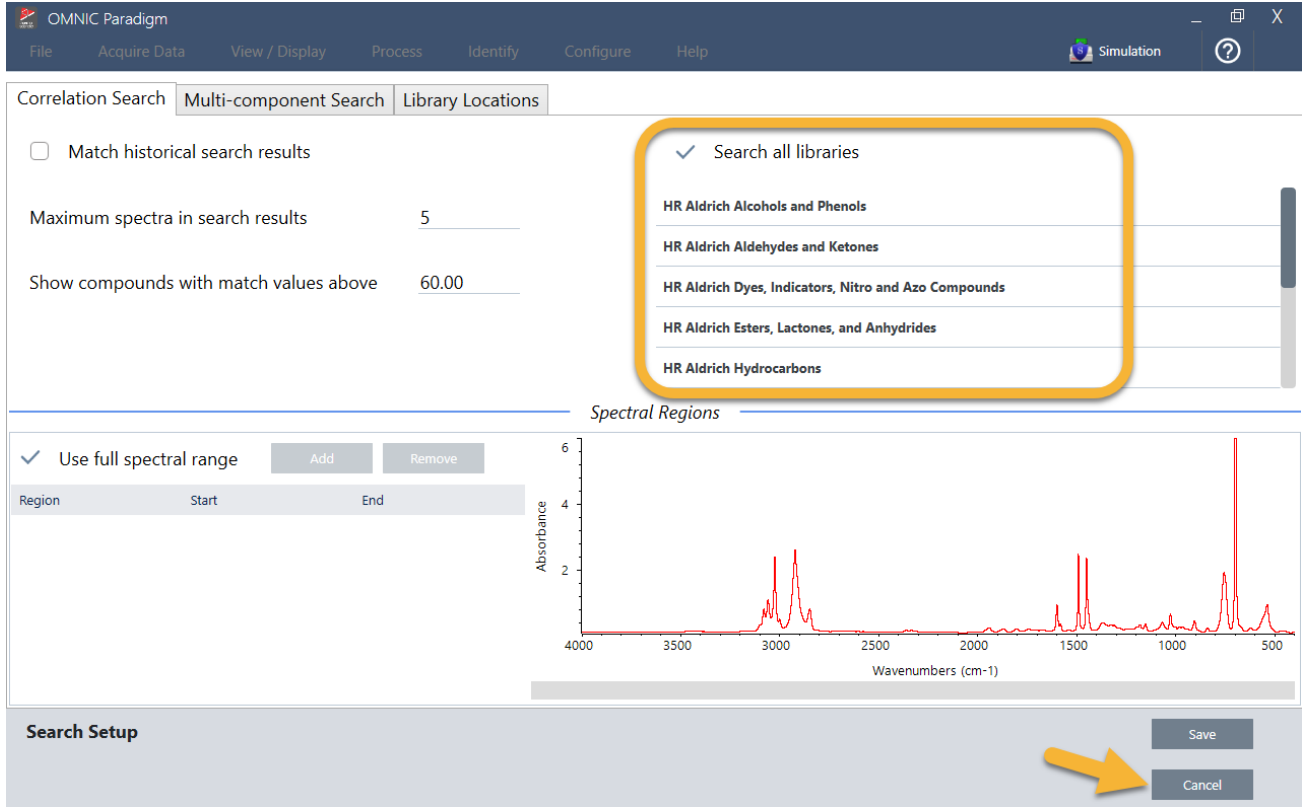 OMNIC Paradigm
_ X
File Acquire Data View / Display Process Identify Configure Help Simulation ?
Correlation Search Multi-component Search Library Locations
Match historical search results
Search all libraries
Maximum spectra in search results 5
Show compounds with match values above 60.00
HR Aldrich Alcohols and Phenols
HR Aldrich Aldehydes and Ketones
HR Aldrich Dyes, Indicators, Nitro and Azo Compounds
HR Aldrich Esters, Lactones, and Anhydrides
HR Aldrich Hydrocarbons
Spectral Regions
Use full spectral range Add Remove
Region Start End
6
4
2
Absorbance
4000 3500 3000 2500 2000 1500 1000 500
Wavenumbers (cm-1)
Search Setup
Save
Cancel